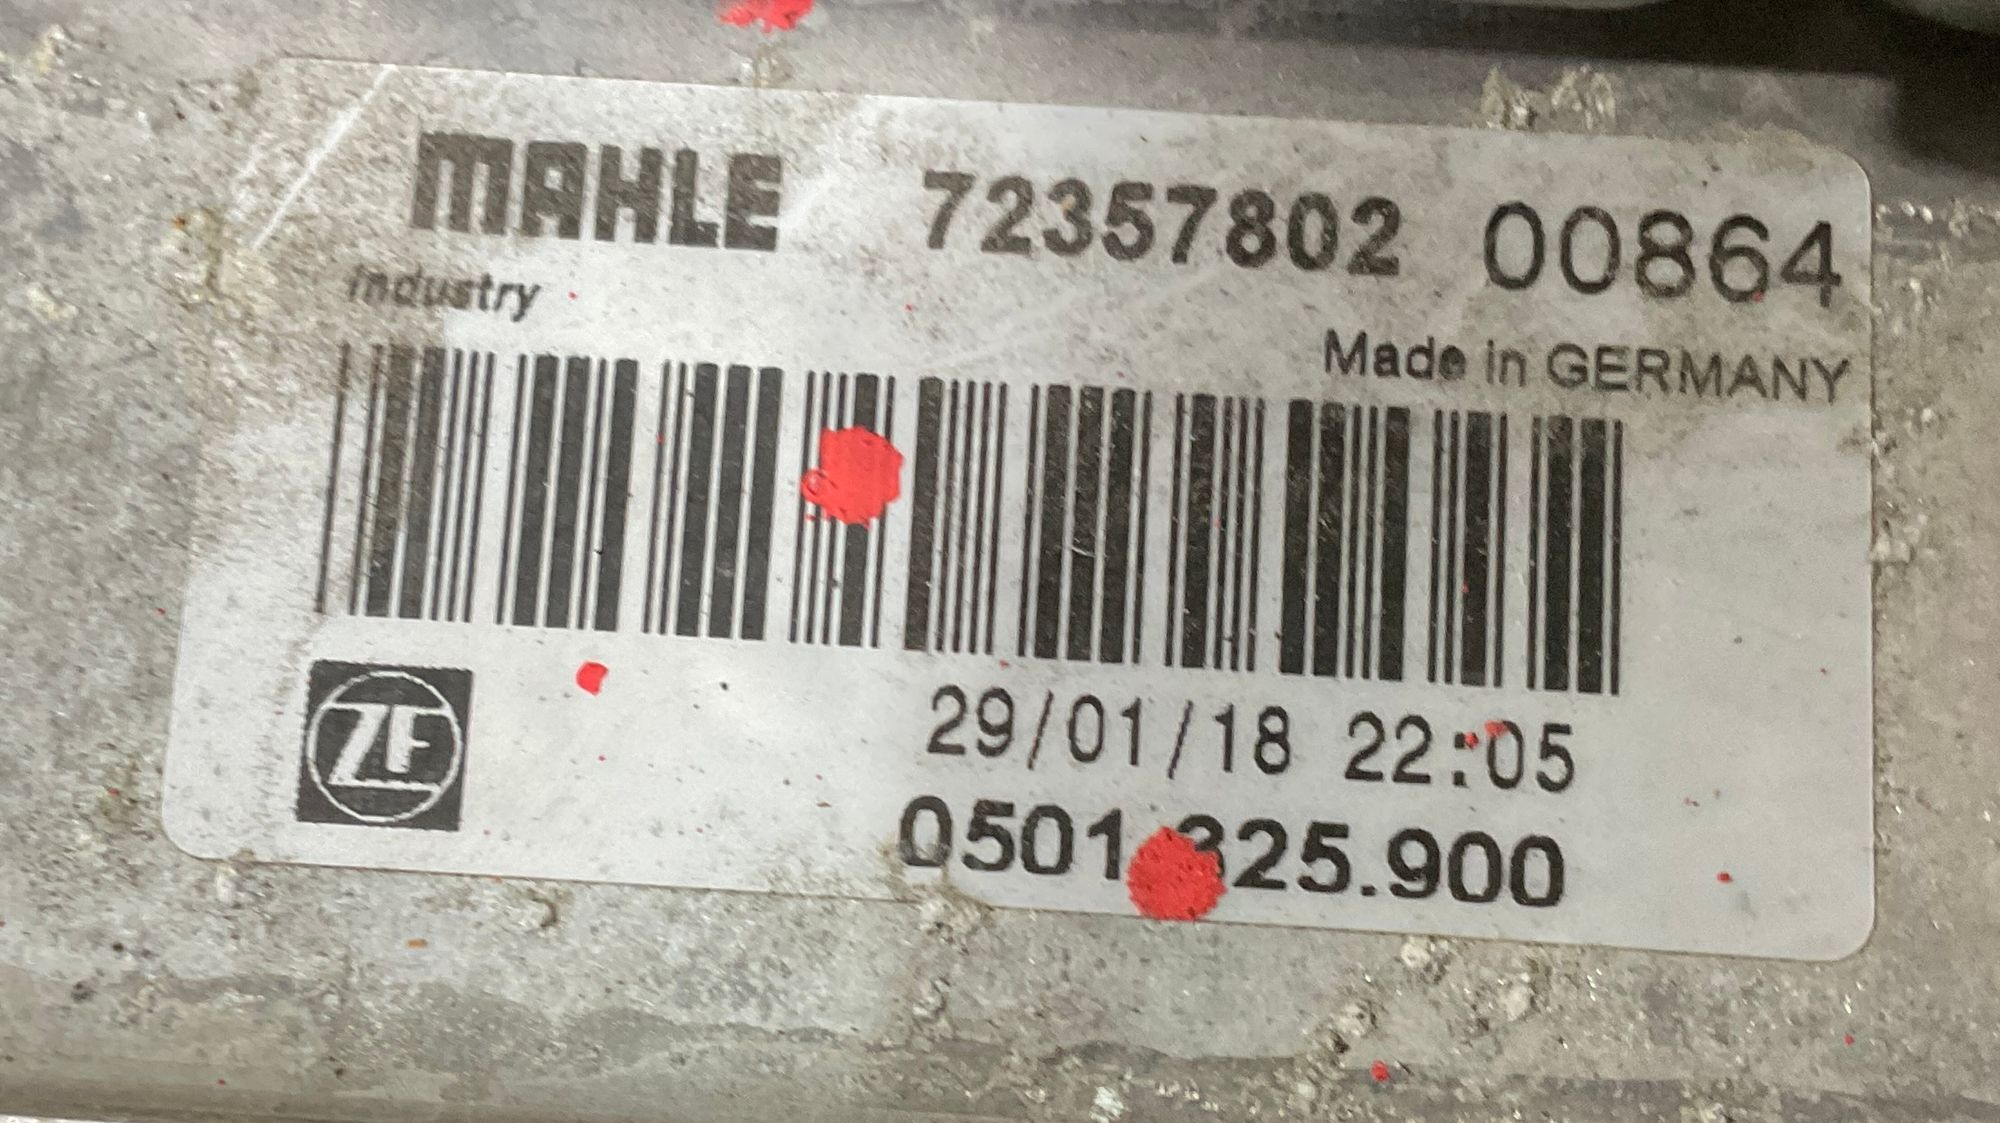 MAHLE 72357802 00864
industry
Made in GERMANY
ZF
29/01/18 22:05
0501.325.900